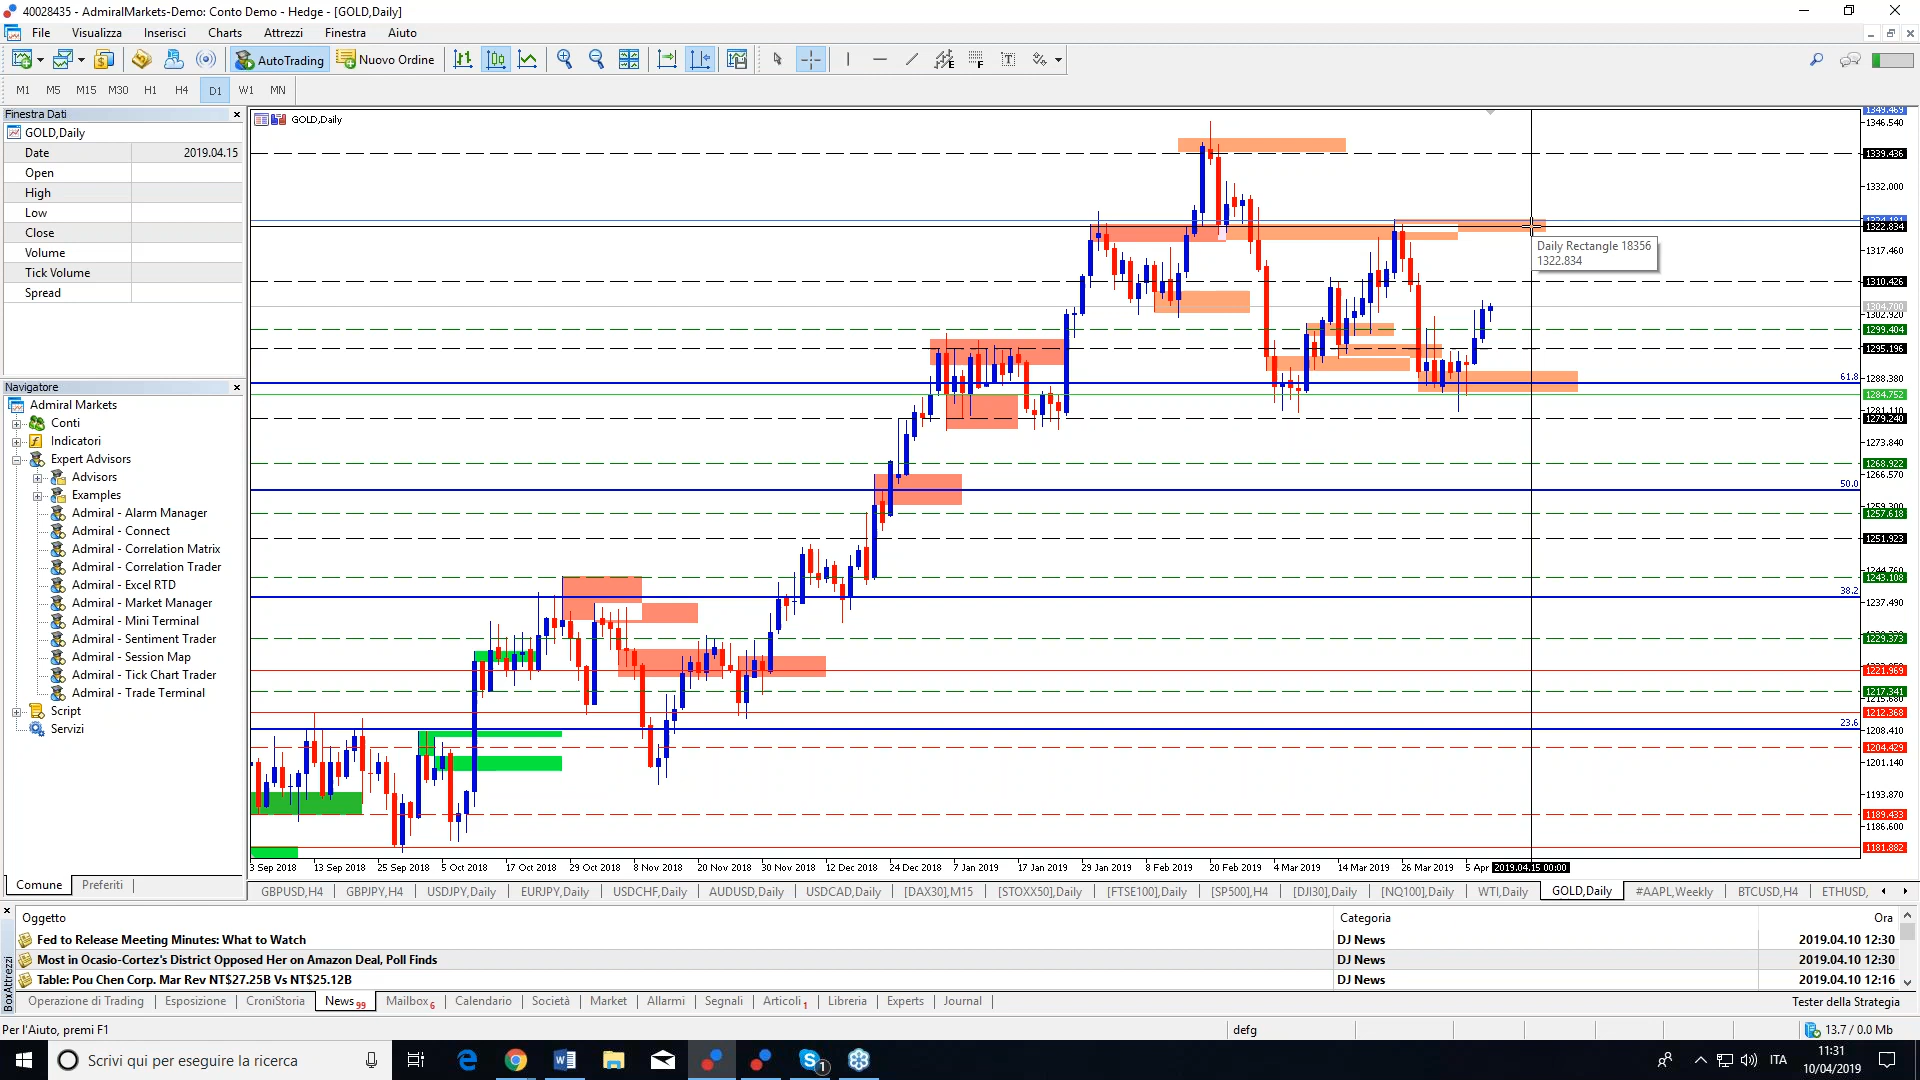 40028435 - AdmiralMarkets-Demo: Conto Demo - Hedge - [GOLD,Daily]
File Visualizza Inserisci Charts Attrezzi Finestra Aiuto
AutoTrading Nuovo Ordine
M1 M5 M15 M30 H1 H4 D1 W1 MN
Finestra Dati
GOLD,Daily
Date 2019.04.15
Open
High
Low
Close
Volume
Tick Volume
Spread
Navigatore
Admiral Markets
Conti
Indicatori
Expert Advisors
Advisors
Examples
Admiral - Alarm Manager
Admiral - Connect
Admiral - Correlation Matrix
Admiral - Correlation Trader
Admiral - Excel RTD
Admiral - Market Manager
Admiral - Mini Terminal
Admiral - Sentiment Trader
Admiral - Session Map
Admiral - Tick Chart Trader
Admiral - Trade Terminal
Script
Servizi
Comune Preferiti
GOLD,Daily
Daily Rectangle 18356
1322.834
61.8
50.0
38.2
23.6
1349.469
1346.540
1339.436
1332.000
1322.834
1317.460
1310.426
1304.700
1302.920
1299.404
1295.196
1288.380
1284.752
1281.110
1279.240
1273.840
1268.922
1266.570
1257.618
1251.923
1243.108
1237.490
1229.373
1221.969
1217.341
1212.368
1208.410
1204.429
1201.140
1193.870
1189.433
1186.600
1181.882
3 Sep 2018 13 Sep 2018 25 Sep 2018 5 Oct 2018 17 Oct 2018 29 Oct 2018 8 Nov 2018 20 Nov 2018 30 Nov 2018 12 Dec 2018 24 Dec 2018 7 Jan 2019 17 Jan 2019 29 Jan 2019 8 Feb 2019 20 Feb 2019 4 Mar 2019 14 Mar 2019 26 Mar 2019 5 Apr 2019.04.15 00:00
GBPUSD,H4 GBPJPY,H4 USDJPY,Daily EURJPY,Daily USDCHF,Daily AUDUSD,Daily USDCAD,Daily [DAX30],M15 [STOXX50],Daily [FTSE100],Daily [SP500],H4 [DJI30],Daily [NQ100],Daily WTI,Daily GOLD,Daily #AAPL,Weekly BTCUSD,H4 ETHUSD,
BoxAttrezzi
Oggetto Categoria Ora
Fed to Release Meeting Minutes: What to Watch DJ News 2019.04.10 12:30
Most in Ocasio-Cortez's District Opposed Her on Amazon Deal, Poll Finds DJ News 2019.04.10 12:30
Table: Pou Chen Corp. Mar Rev NT$27.25B Vs NT$25.12B DJ News 2019.04.10 12:16
Operazione di Trading Esposizione CroniStoria News 99 Mailbox 6 Calendario Società Market Allarmi Segnali Articoli 1 Libreria Experts Journal Tester della Strategia
Per l'Aiuto, premi F1 defg 13.7 / 0.0 Mb
Scrivi qui per eseguire la ricerca 1 ITA 11:31
10/04/2019